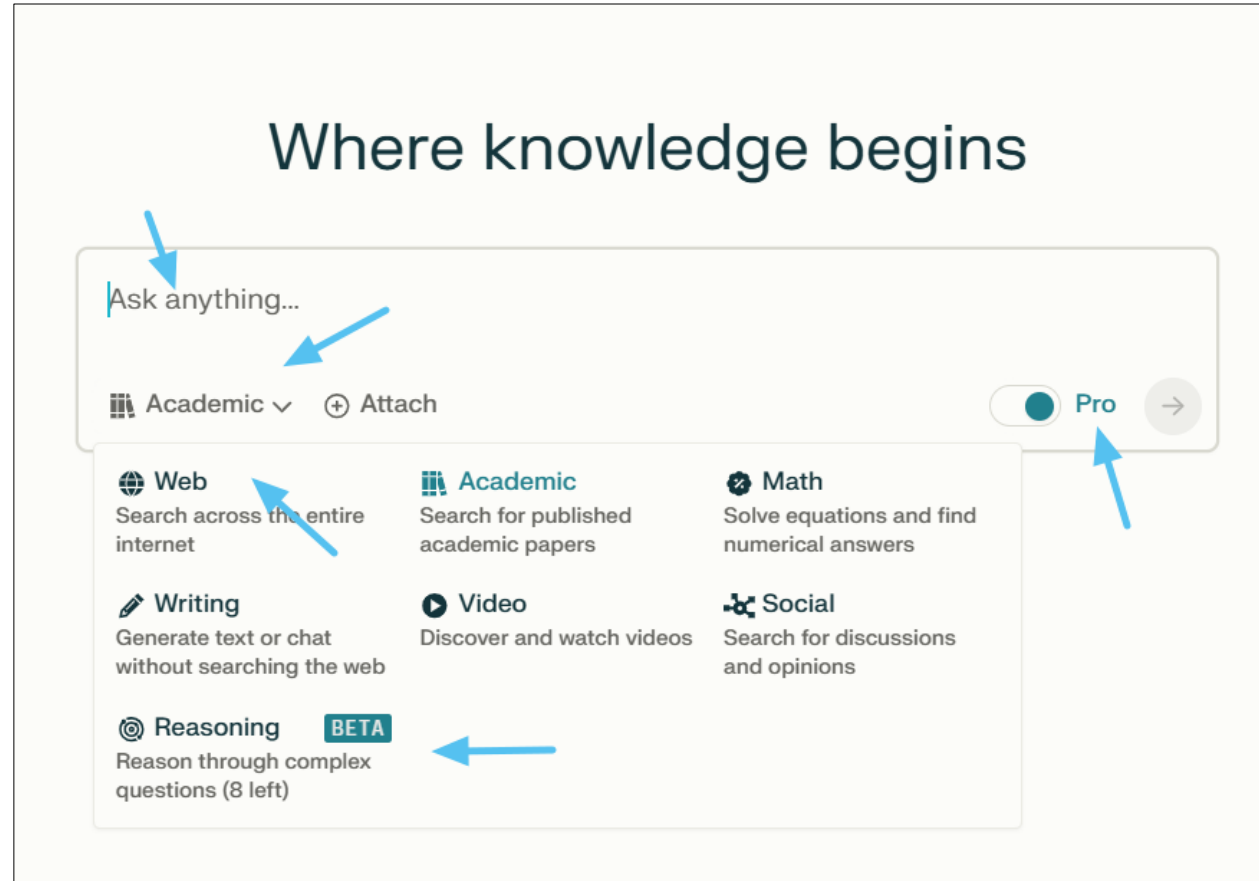 Where knowledge begins
Ask anything...
Academic
Attach
Pro
Web
Search across the entire
internet
Academic
Search for published
academic papers
Math
Solve equations and find
numerical answers
Writing
Generate text or chat
without searching the web
Video
Discover and watch videos
Social
Search for discussions
and opinions
Reasoning BETA
Reason through complex
questions (8 left)